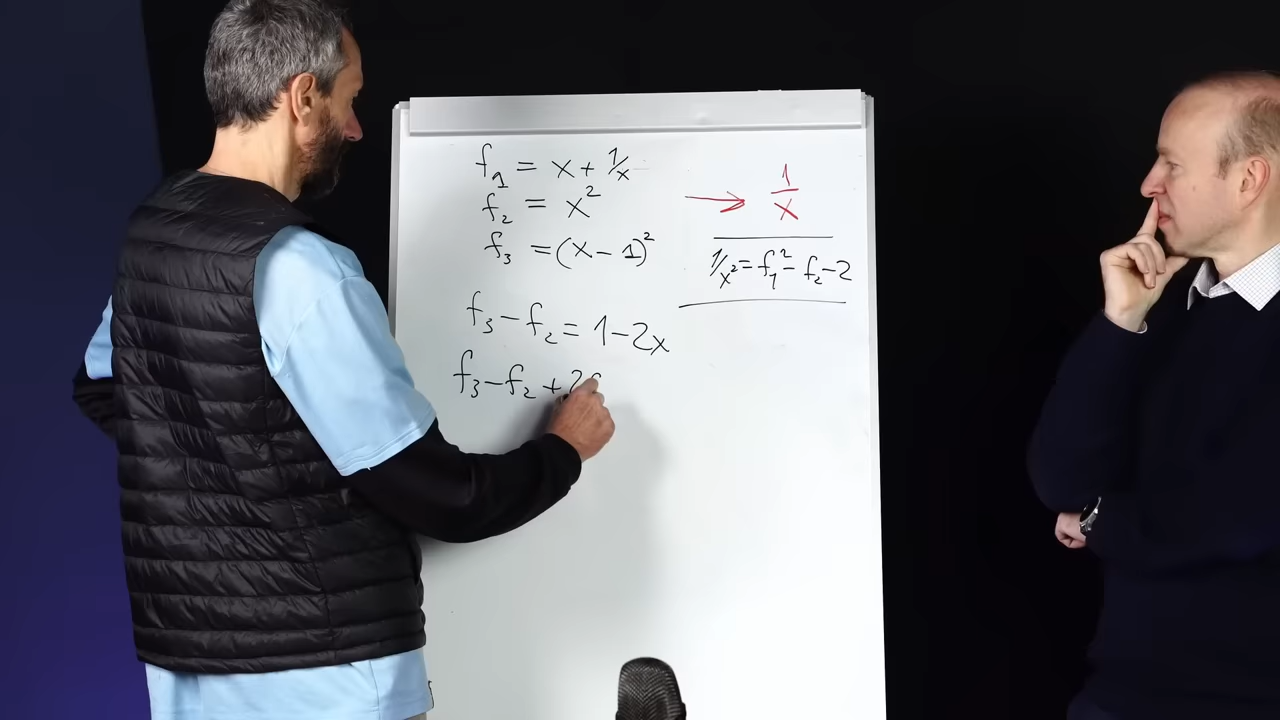 f₁ = x + 1/x
f₂ = x²
f₃ = (x - 1)²
f₃ - f₂ = 1 - 2x
f₃ - f₂ + 2
→ 1/x
1/x² = f₁² - f₂ - 2